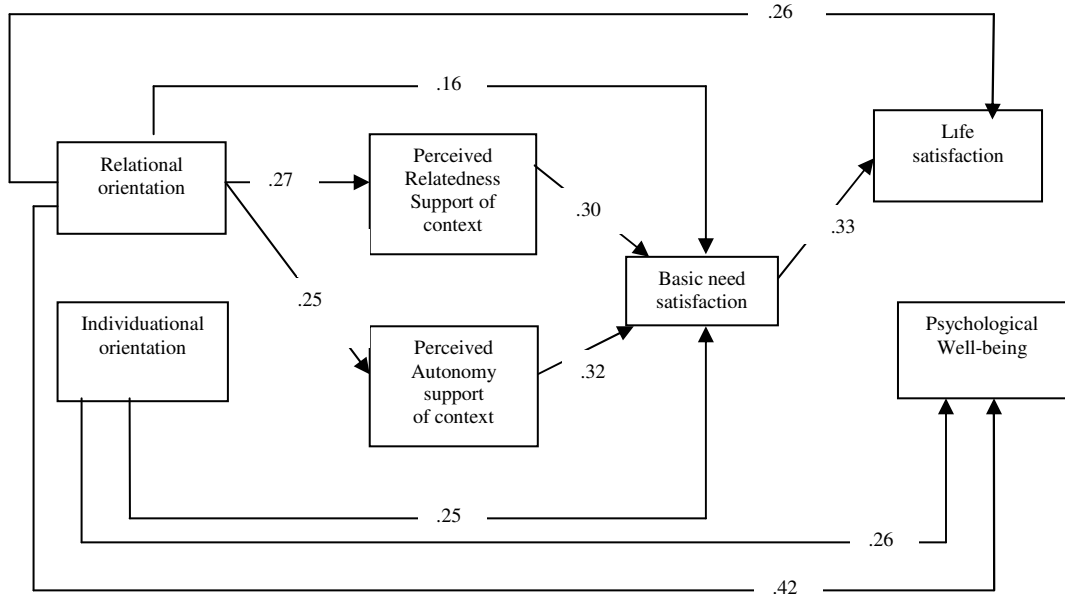 .26
.16
Relational
orientation
.27
Perceived
Relatedness
Support of
context
.30
Lıfe
satisfaction
.33
.25
Basic need
satisfaction
Individuational
orientation
Perceived
Autonomy
support
of context
.32
Psychological
Well-being
.25
.26
.42